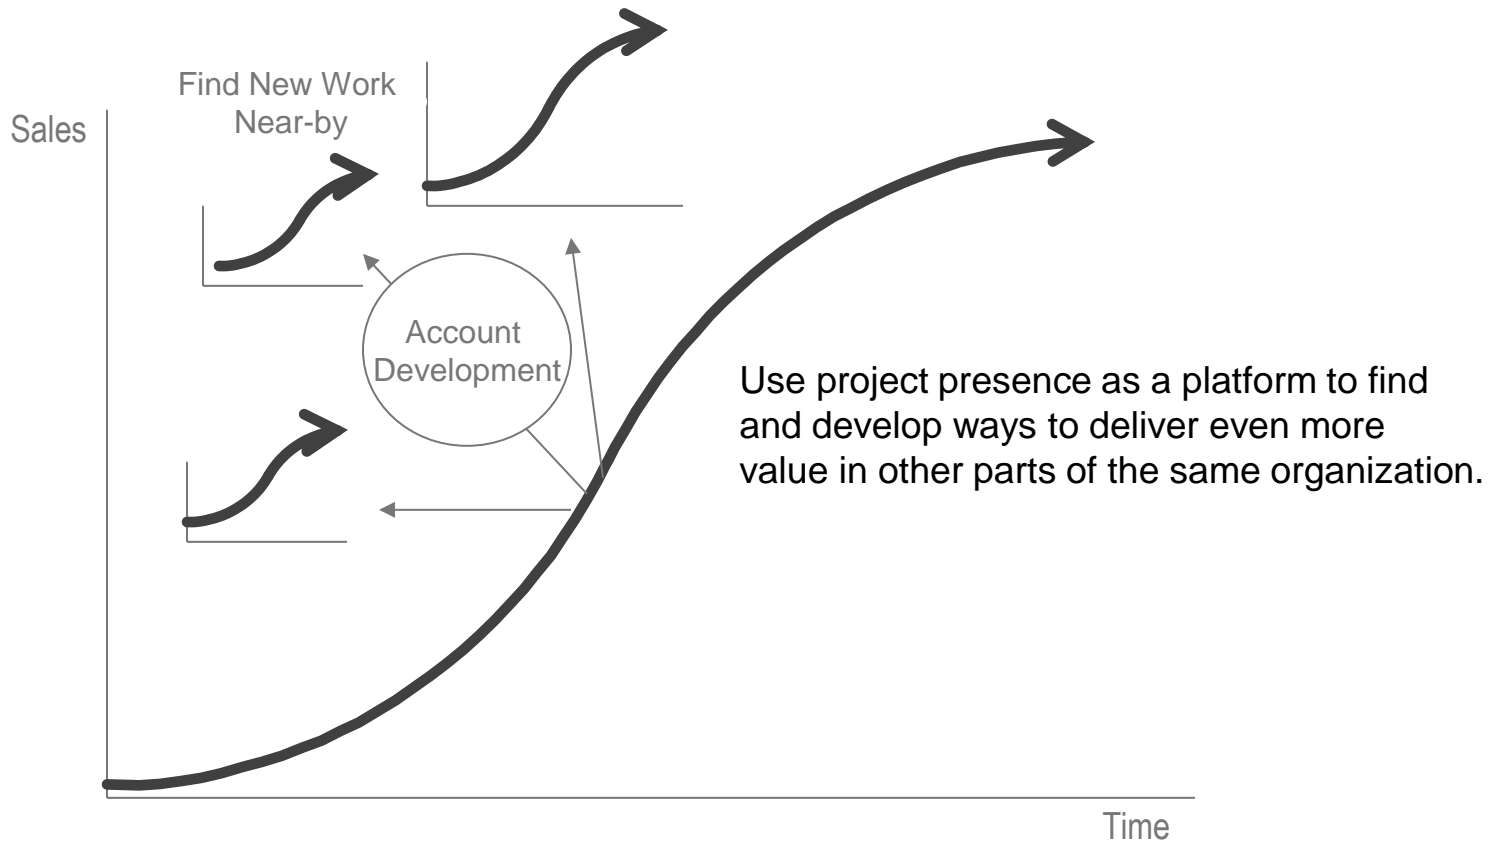 Find New Work
Near-by
Sales
Account
Development
Use project presence as a platform to find
and develop ways to deliver even more
value in other parts of the same organization.
Time